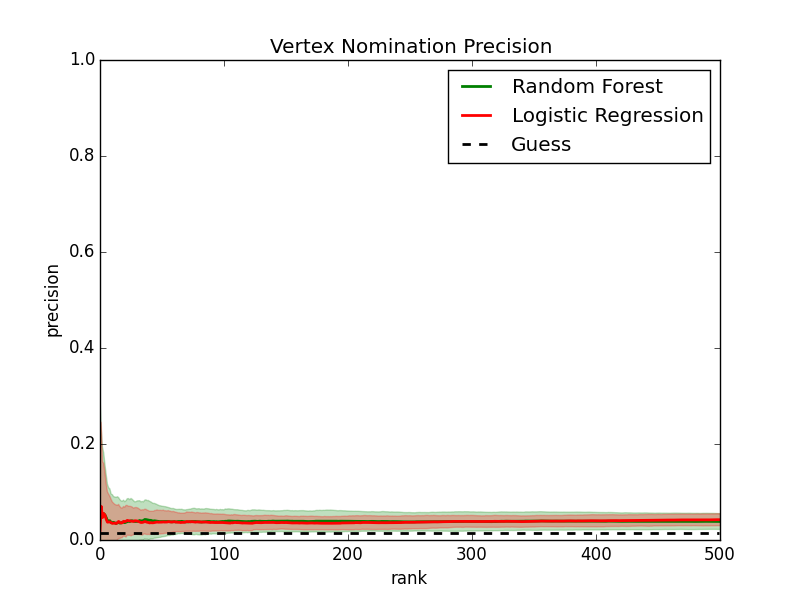 Vertex Nomination Precision
1.0
0.8
0.6
0.4
0.2
0.0
precision
Random Forest
Logistic Regression
Guess
0 100 200 300 400 500
rank